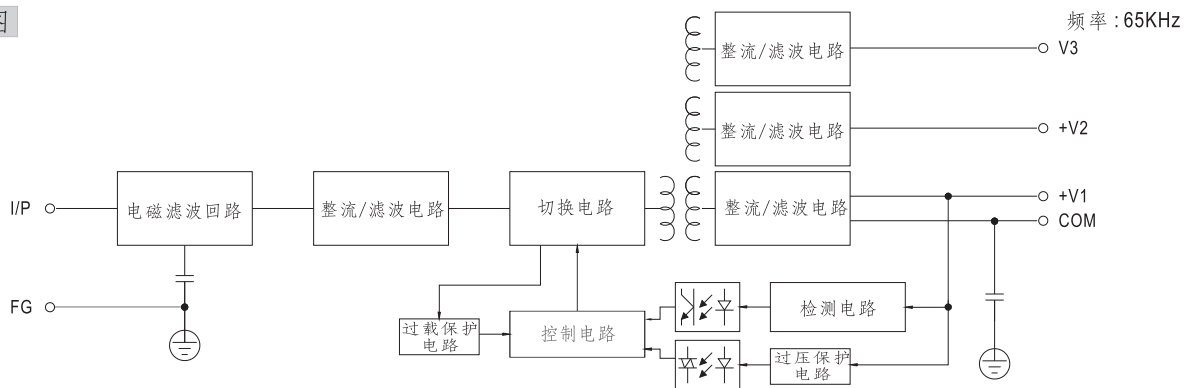 图
频率 : 65KHz
整流/滤波电路
V3
整流/滤波电路
+V2
I/P
电磁滤波回路
整流/滤波电路
切换电路
整流/滤波电路
+V1
COM
FG
过载保护
电路
控制电路
检测电路
过压保护
电路